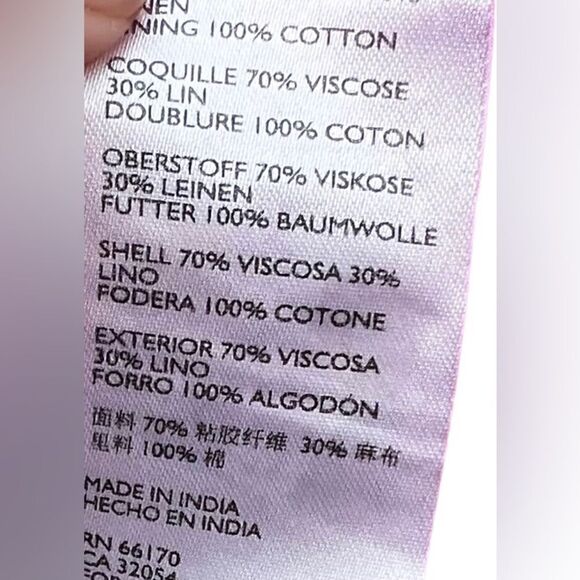 100% COTTON
COQUILLE 70% VISCOSE
30% LIN
DOUBLURE 100% COTON
OBERSTOFF 70% VISKOSE
30% LEINEN
FUTTER 100% BAUMWOLLE
SHELL 70% VISCOSA 30%
LINO
FODERA 100% COTONE
EXTERIOR 70% VISCOSA
30% LINO
FORRO 100% ALGODÓN
面料 70% 粘胶纤维 30% 麻布
里料 100% 棉
MADE IN INDIA
HECHO EN INDIA
RN 66170
CA 32054